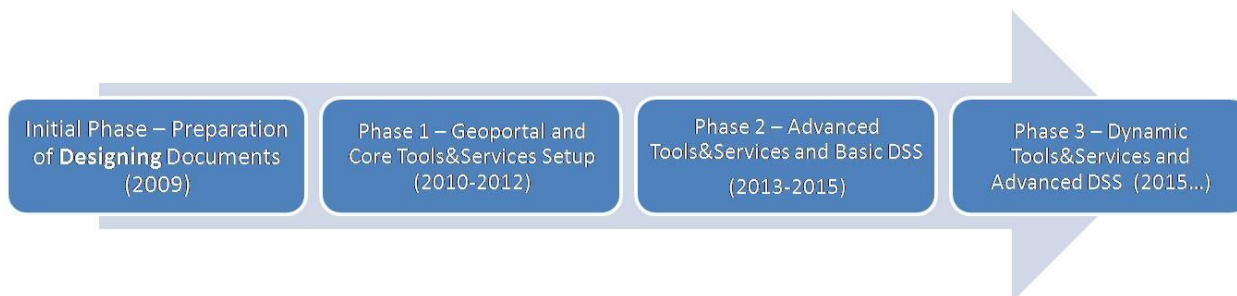 Initial Phase – Preparation
of Designing Documents
(2009)
Phase 1 – Geoportal and
Core Tools&Services Setup
(2010-2012)
Phase 2 – Advanced
Tools&Services and Basic DSS
(2013-2015)
Phase 3 – Dynamic
Tools&Services and
Advanced DSS (2015...)